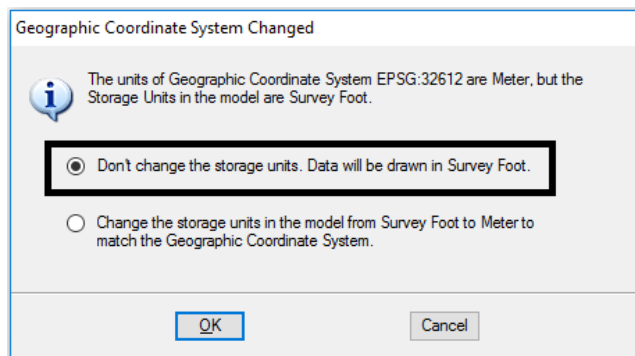 Geographic Coordinate System Changed
The units of Geographic Coordinate System EPSG:32612 are Meter, but the
Storage Units in the model are Survey Foot.
Don't change the storage units. Data will be drawn in Survey Foot.
Change the storage units in the model from Survey Foot to Meter to
match the Geographic Coordinate System.
OK
Cancel